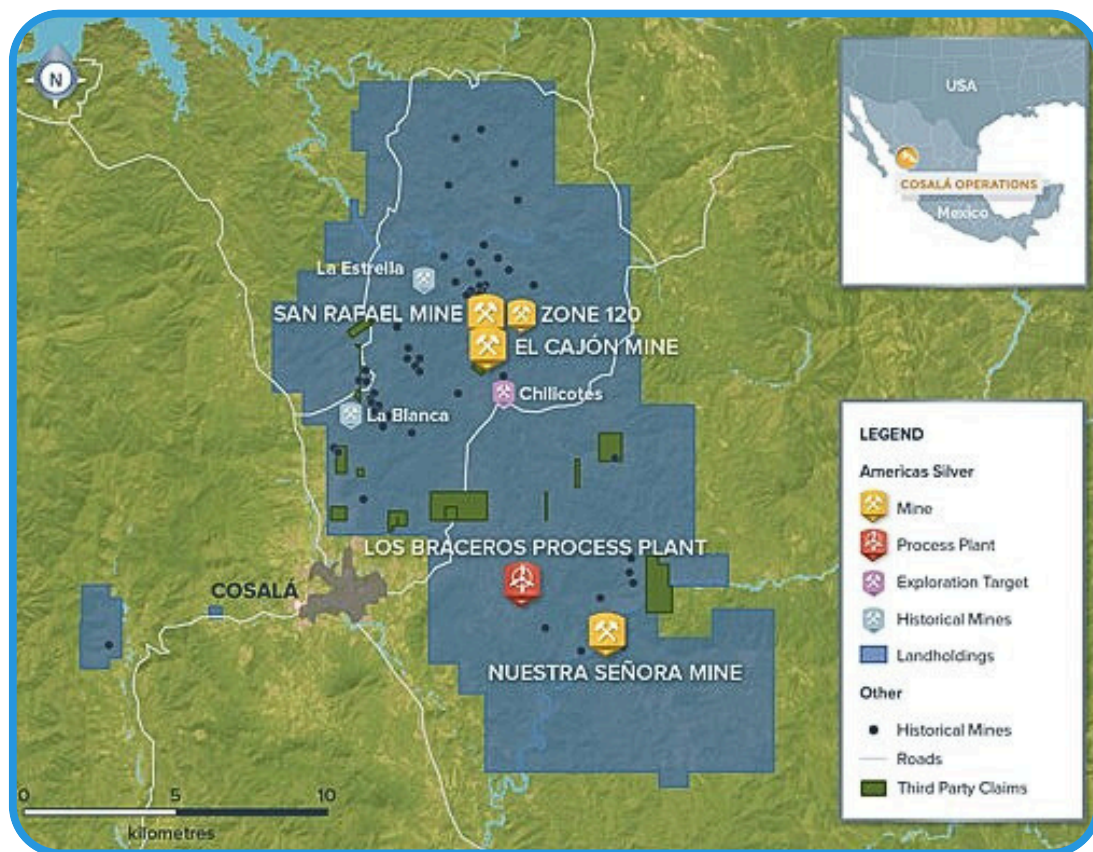 N
USA
COSALÁ OPERATIONS
Mexico
La Estrella
SAN RAFAEL MINE
ZONE 120
EL CAJÓN MINE
Chilicotes
La Blanca
LOS BRACEROS PROCESS PLANT
COSALÁ
NUESTRA SEÑORA MINE
0 5 10
kilometres
LEGEND
Americas Silver
Mine
Process Plant
Exploration Target
Historical Mines
Landholdings
Other
Historical Mines
Roads
Third Party Claims